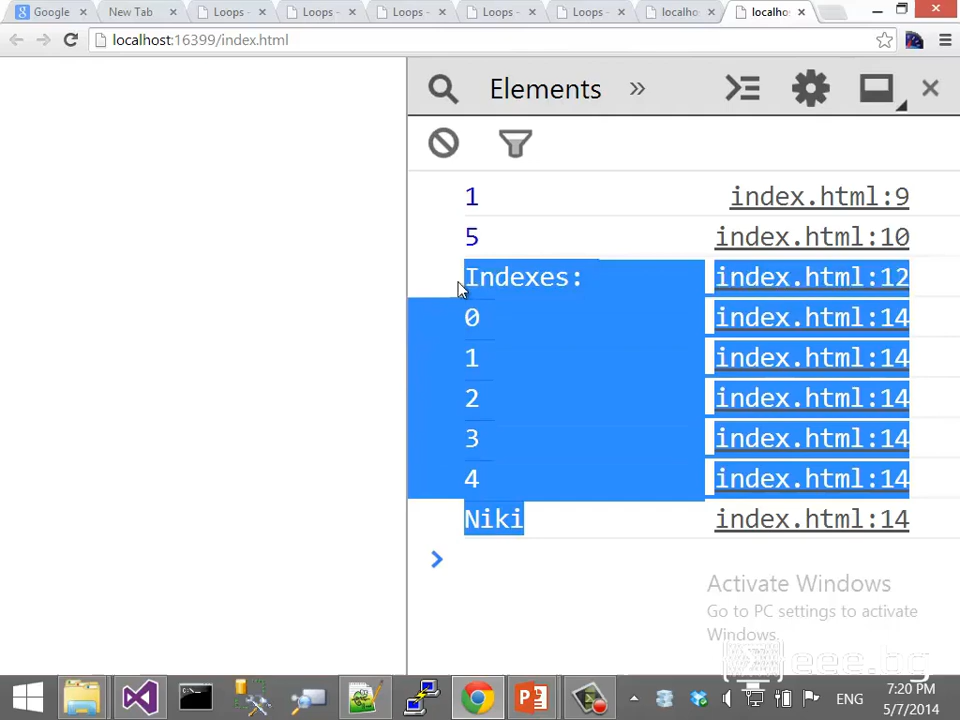 Google
New Tab
Loops -
Loops -
Loops -
Loops -
Loops -
localho
localho
localhost:16399/index.html
Elements »
1 index.html:9
5 index.html:10
Indexes: index.html:12
0 index.html:14
1 index.html:14
2 index.html:14
3 index.html:14
4 index.html:14
Niki index.html:14
Activate Windows
Go to PC settings to activate
Windows.
eee.bg
ENG
7:20 PM
5/7/2014